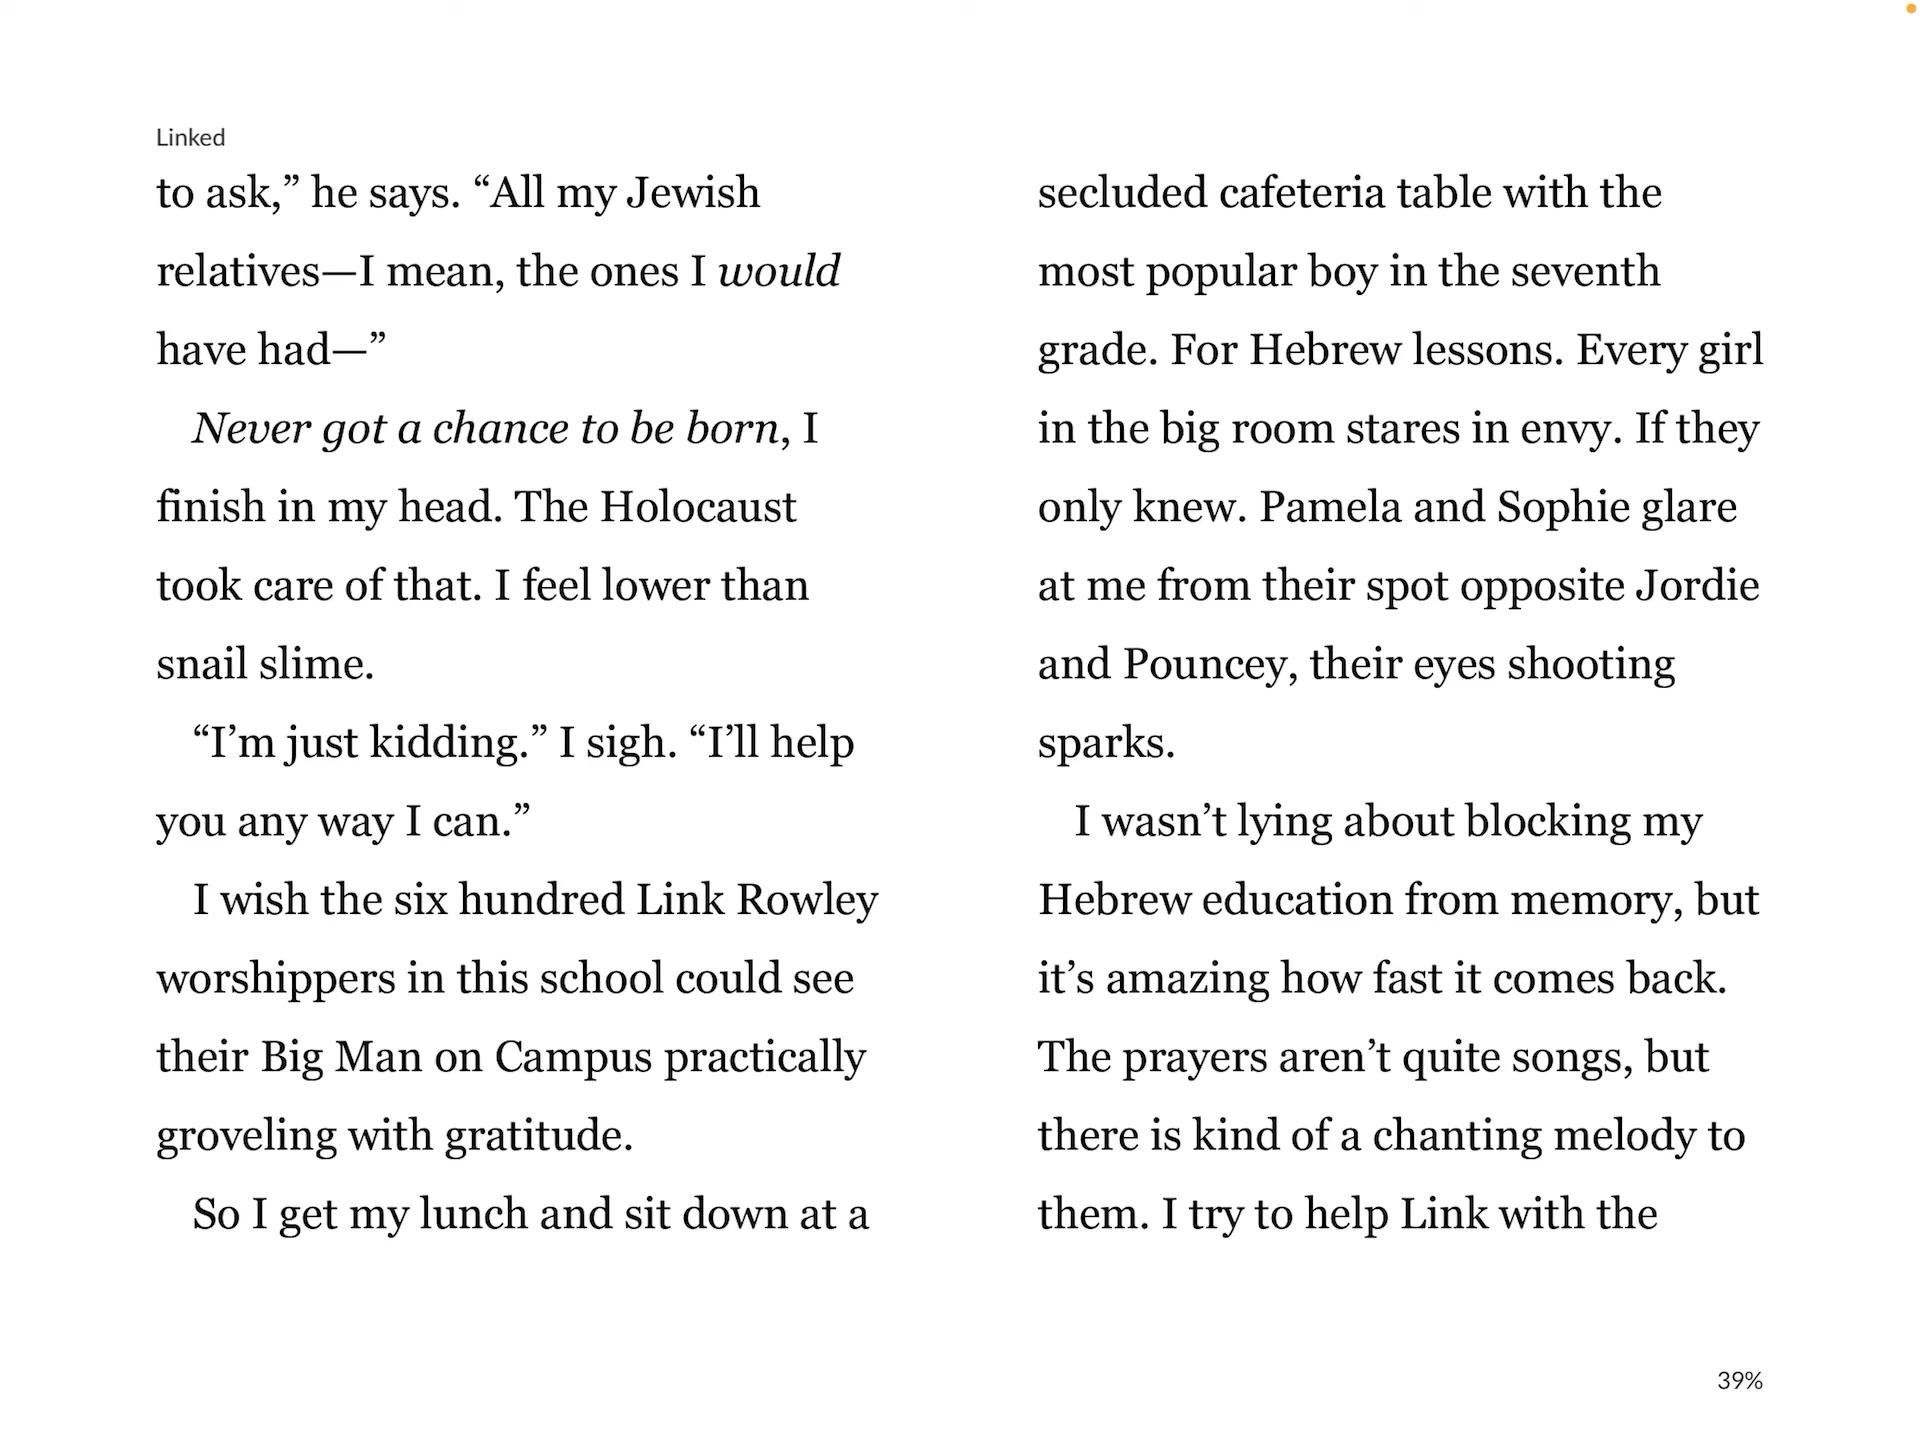 Linked
to ask,” he says. “All my Jewish
relatives—I mean, the ones I would
have had—”
Never got a chance to be born, I
finish in my head. The Holocaust
took care of that. I feel lower than
snail slime.
“I’m just kidding.” I sigh. “I’ll help
you any way I can.”
I wish the six hundred Link Rowley
worshippers in this school could see
their Big Man on Campus practically
groveling with gratitude.
So I get my lunch and sit down at a
secluded cafeteria table with the
most popular boy in the seventh
grade. For Hebrew lessons. Every girl
in the big room stares in envy. If they
only knew. Pamela and Sophie glare
at me from their spot opposite Jordie
and Pouncey, their eyes shooting
sparks.
I wasn’t lying about blocking my
Hebrew education from memory, but
it’s amazing how fast it comes back.
The prayers aren’t quite songs, but
there is kind of a chanting melody to
them. I try to help Link with the
39%